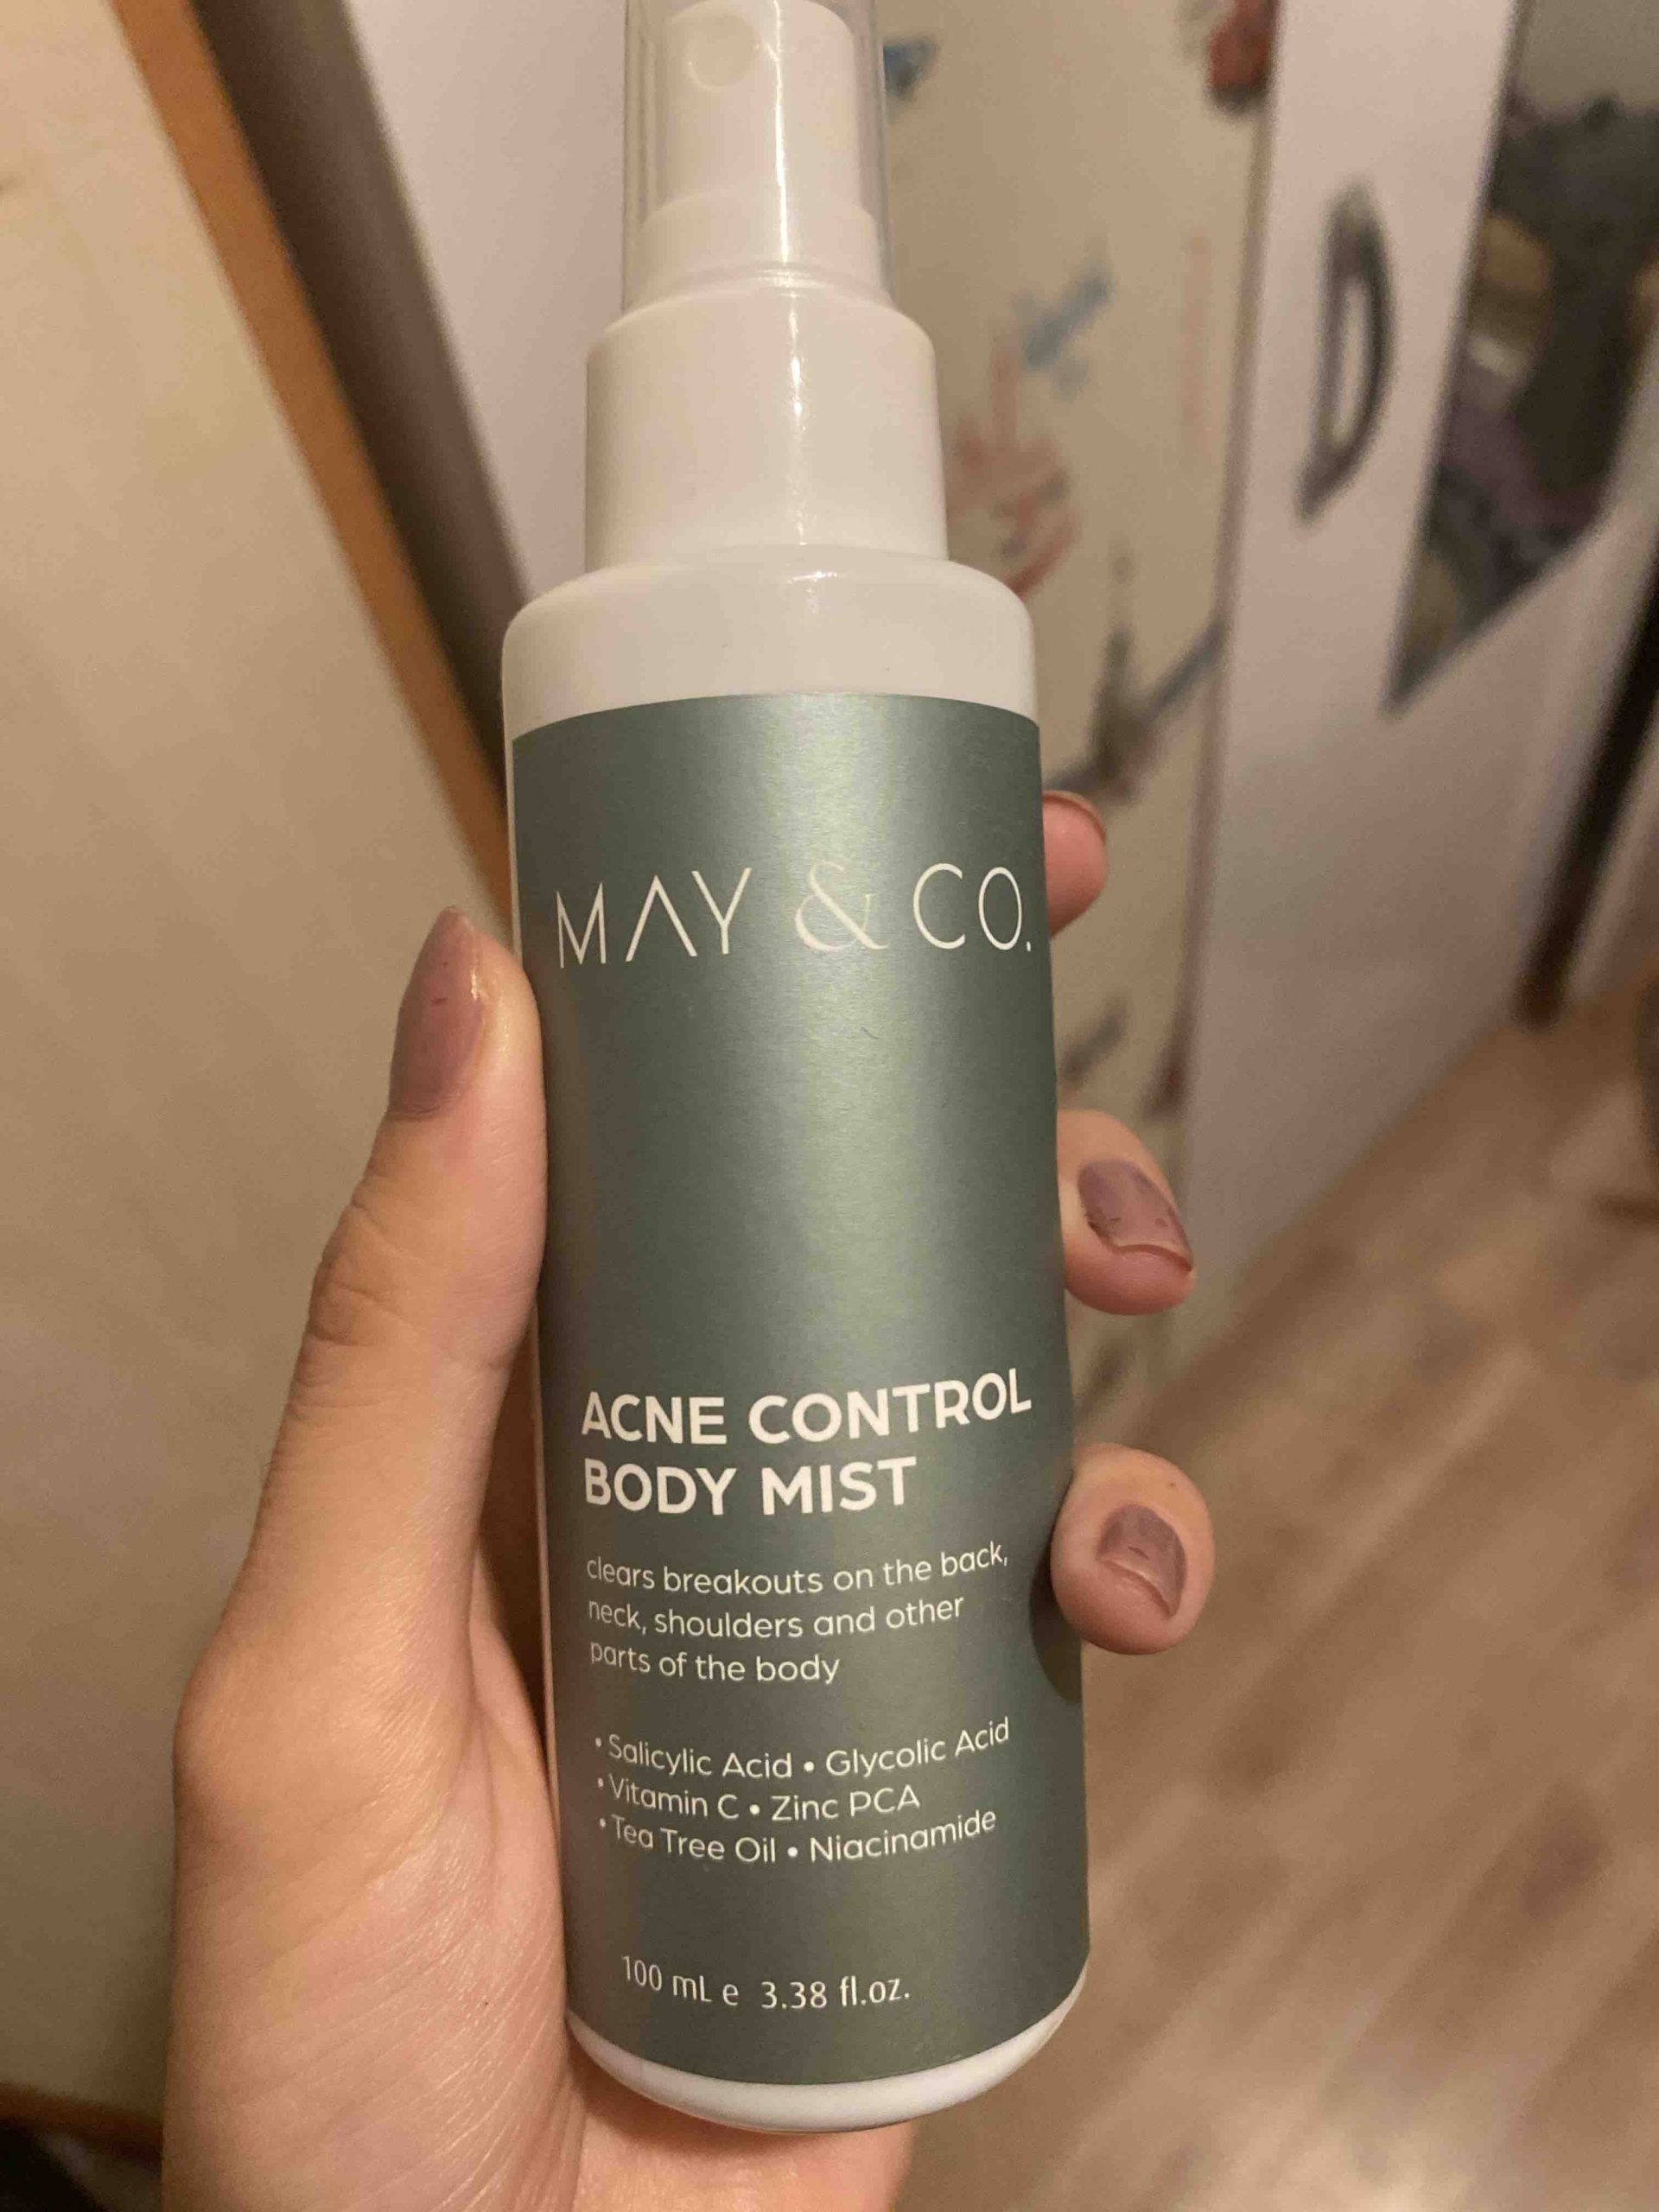 MAY & CO.
ACNE CONTROL
BODY MIST
clears breakouts on the back,
neck, shoulders and other
parts of the body
• Salicylic Acid • Glycolic Acid
• Vitamin C • Zinc PCA
• Tea Tree Oil • Niacinamide
100 mL e 3.38 fl.oz.